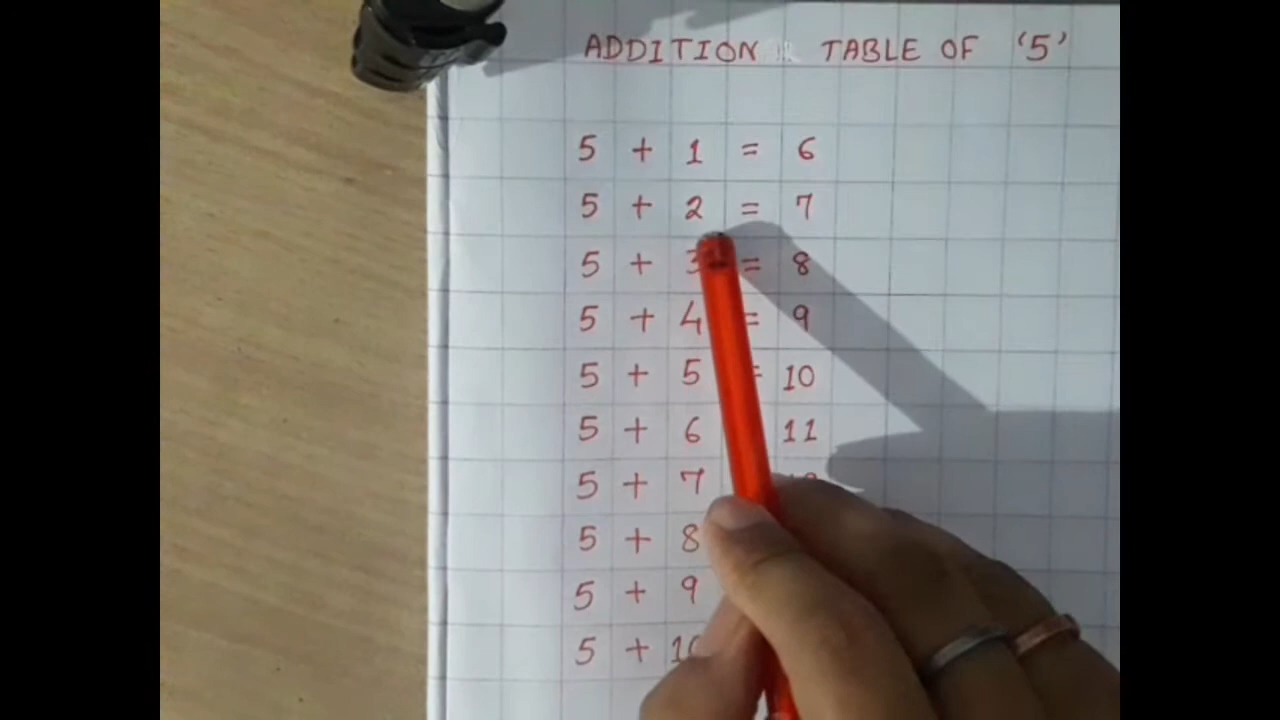 ADDITION TABLE OF ‘5’
5 + 1 = 6
5 + 2 = 7
5 + 3 = 8
5 + 4 = 9
5 + 5 = 10
5 + 6 11
5 + 7
5 + 8
5 + 9
5 + 10